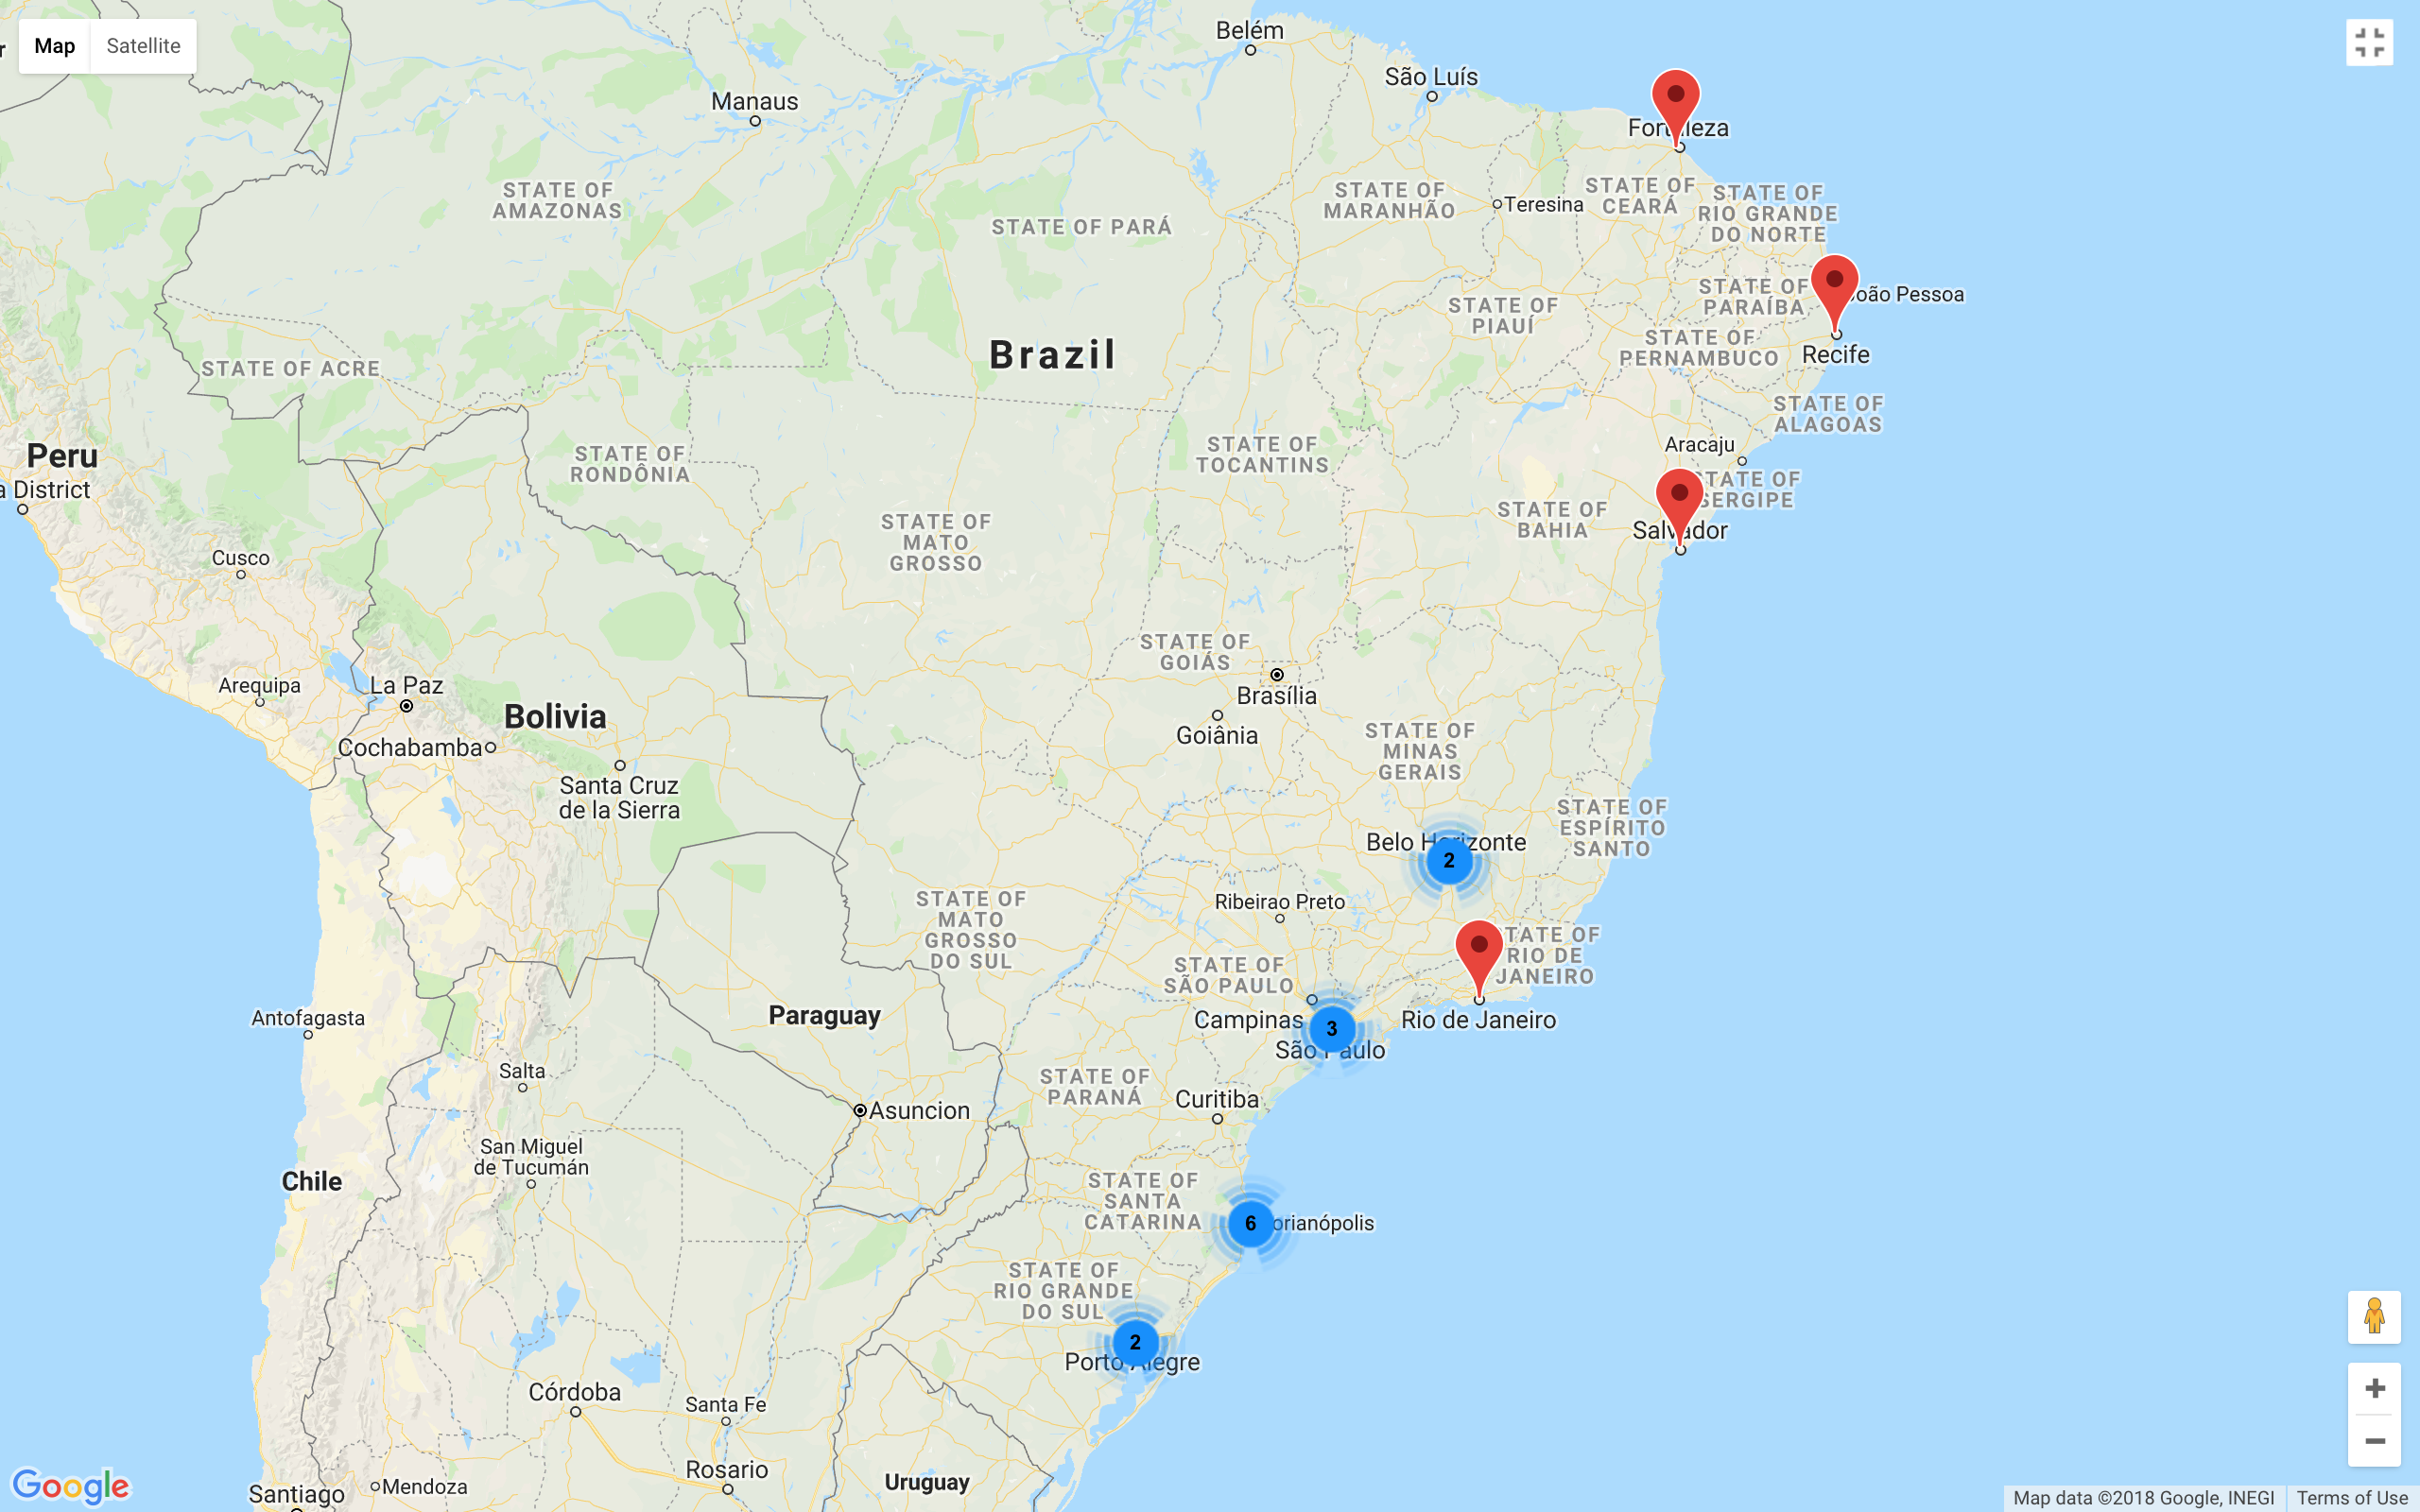 Map
Satellite
Belém
São Luís
Manaus
Teresina
STATE OF
AMAZONAS
STATE OF PARÁ
STATE OF
MARANHÃO
STATE OF
CEARÁ
STATE OF
RIO GRANDE
DO NORTE
STATE OF
PIAUÍ
STATE OF
PARAÍBA
STATE OF
PERNAMBUCO
Recife
Brazil
STATE OF ACRE
STATE OF
ALAGOAS
Aracaju
STATE OF
RONDÔNIA
STATE OF
TOCANTINS
Peru
District
STATE OF
MATO
GROSSO
STATE OF
BAHIA
SERGIPE
Salvador
Cusco
STATE OF
GOIÁS
Brasília
Goiânia
Arequipa
La Paz
Bolivia
Cochabamba
Santa Cruz
de la Sierra
STATE OF
MINAS
GERAIS
STATE OF
ESPÍRITO
SANTO
Belo Horizonte
2
Ribeirao Preto
STATE OF
MATO
GROSSO
DO SUL
STATE OF
SÃO PAULO
OF
RIO DE
JANEIRO
Campinas
3
São Paulo
Rio de Janeiro
Antofagasta
Paraguay
Salta
STATE OF
PARANÁ
Curitiba
Asuncion
San Miguel
de Tucumán
Chile
STATE OF
SANTA
CATARINA
6
STATE OF
RIO GRANDE
DO SUL
2
Porto Alegre
Córdoba
Santa Fe
Rosario
Uruguay
Mendoza
Santiago
Google
Map data ©2018 Google, INEGI
Terms of Use